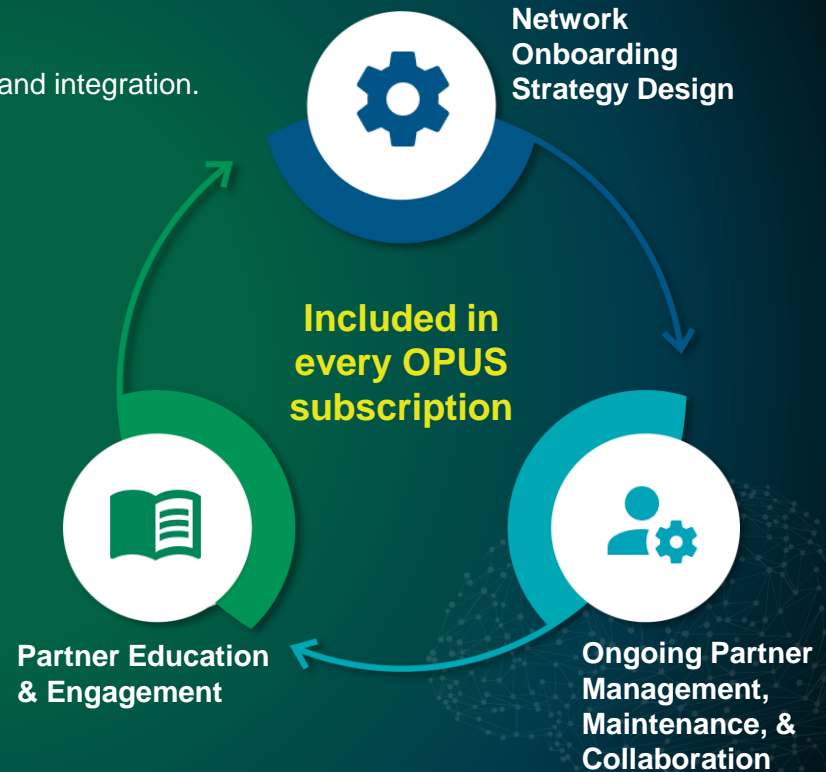 and integration.
Network
Onboarding
Strategy Design
Included in
every OPUS
subscription
Partner Education
& Engagement
Ongoing Partner
Management,
Maintenance, &
Collaboration